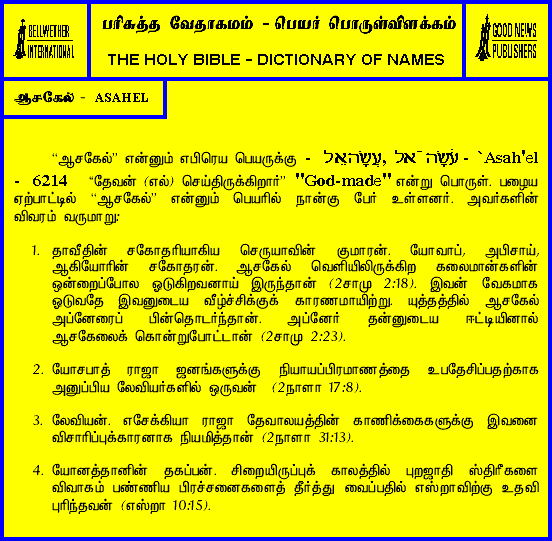 BELLWETHER
INTERNATIONAL
பரிசுத்த வேதாகமம் - பெயர் பொருள்விளக்கம்
THE HOLY BIBLE - DICTIONARY OF NAMES
GOOD NEWS
PUBLISHERS
ஆசகேல் - ASAHEL
“ஆசகேல்” என்னும் எபிரெய பெயருக்கு - עֲשָׂהאֵל, עֲשָׂה־אֵל - `Asah'el
- 6214 “தேவன் (எல்) செய்திருக்கிறார்” "God-made" என்று பொருள். பழைய
ஏற்பாட்டில் “ஆசகேல்” என்னும் பெயரில் நான்கு பேர் உள்ளனர். அவர்களின்
விவரம் வருமாறு:
1. தாவீதின் சகோதரியாகிய செருயாவின் குமாரன். யோவாப், அபிசாய்,
ஆகியோரின் சகோதரன். ஆசகேல் வெளியிலிருக்கிற கலைமான்களின்
ஒன்றைப்போல ஓடுகிறவனாய் இருந்தான் (2சாமு 2:18). இவன் வேகமாக
ஓடுவதே இவனுடைய வீழ்ச்சிக்குக் காரணமாயிற்று. யுத்தத்தில் ஆசகேல்
அப்னேரைப் பின்தொடர்ந்தான். அப்னேர் தன்னுடைய ஈட்டியினால்
ஆசகேலைக் கொன்றுபோட்டான் (2சாமு 2:23).
2. யோசபாத் ராஜா ஜனங்களுக்கு நியாயப்பிரமாணத்தை உபதேசிப்பதற்காக
அனுப்பிய லேவியர்களில் ஒருவன் (2நாளா 17:8).
3. லேவியன். எசேக்கியா ராஜா தேவாலயத்தின் காணிக்கைகளுக்கு இவனை
விசாரிப்புக்காரனாக நியமித்தான் (2நாளா 31:13).
4. யோனத்தானின் தகப்பன். சிறையிருப்புக் காலத்தில் புறஜாதி ஸ்திரீகளை
விவாகம் பண்ணிய பிரச்சனைகளைத் தீர்த்து வைப்பதில் எஸ்றாவிற்கு உதவி
புரிந்தவன் (எஸ்றா 10:15).